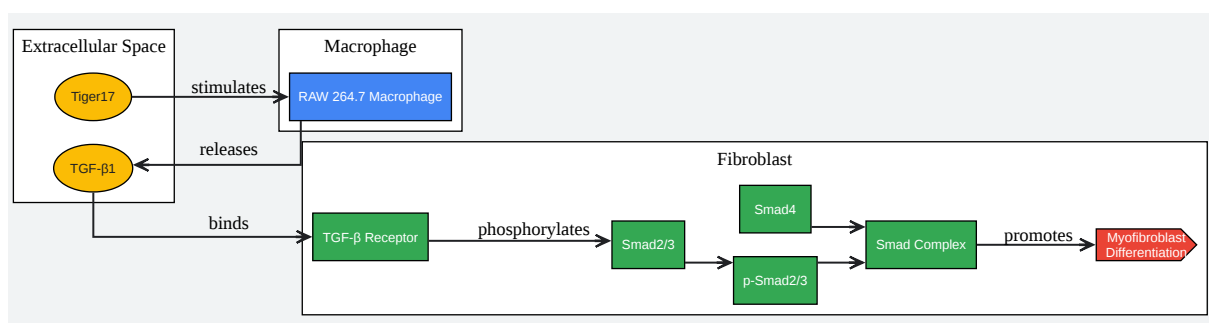 Extracellular Space
Macrophage
Tiger17
stimulates
RAW 264.7 Macrophage
releases
TGF-β1
Fibroblast
Smad4
binds
TGF-β Receptor
phosphorylates
Smad2/3
Smad Complex
promotes
Myofibroblast
Differentiation
p-Smad2/3